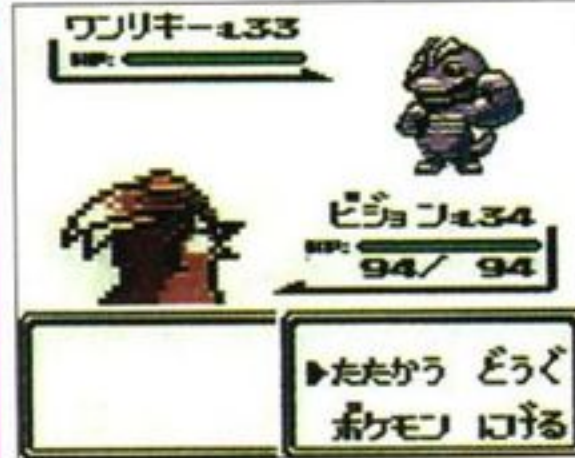 ワンリキー:L33
HP:
ピジョン:L34
HP:
94/ 94
▶たたかう どうぐ
ポケモン にげる